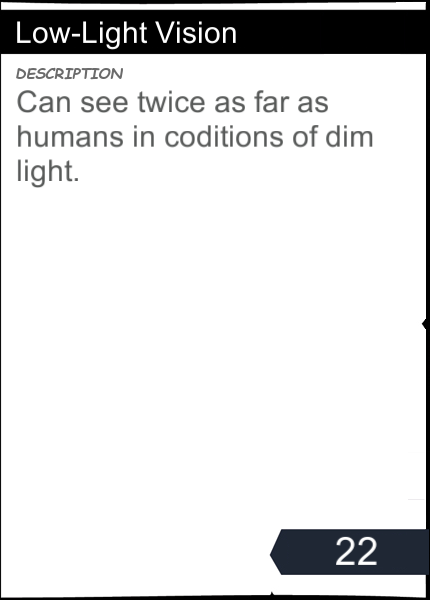 Low-Light Vision
DESCRIPTION
Can see twice as far as
humans in coditions of dim
light.
22